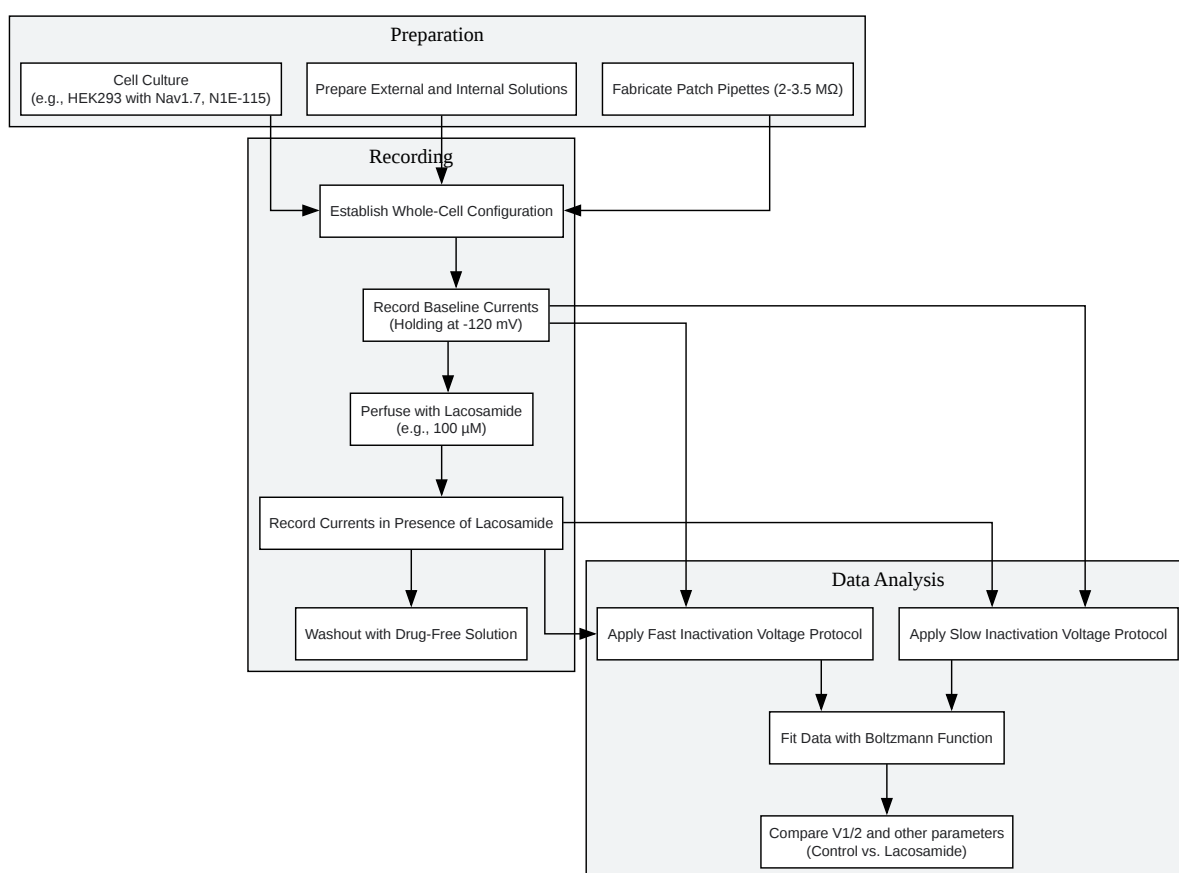 Preparation
Cell Culture
(e.g., HEK293 with Nav1.7, N1E-115)
Prepare External and Internal Solutions
Fabricate Patch Pipettes (2-3.5 MΩ)
Recording
Establish Whole-Cell Configuration
Record Baseline Currents
(Holding at -120 mV)
Perfuse with Lacosamide
(e.g., 100 µM)
Record Currents in Presence of Lacosamide
Washout with Drug-Free Solution
Data Analysis
Apply Fast Inactivation Voltage Protocol
Apply Slow Inactivation Voltage Protocol
Fit Data with Boltzmann Function
Compare V1/2 and other parameters
(Control vs. Lacosamide)